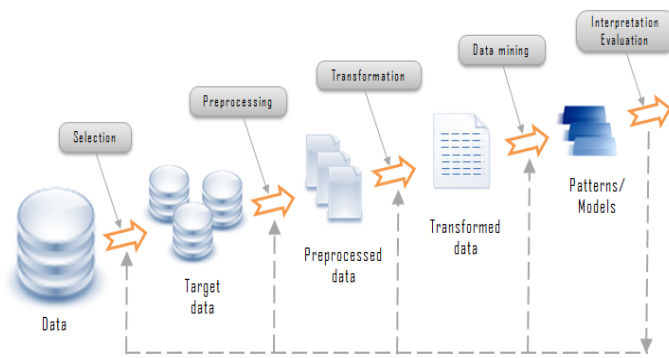 Interpretation
Evaluation
Data mining
Transformation
Preprocessing
Selection
Data
Target
data
Preprocessed
data
Transformed
data
Patterns/
Models